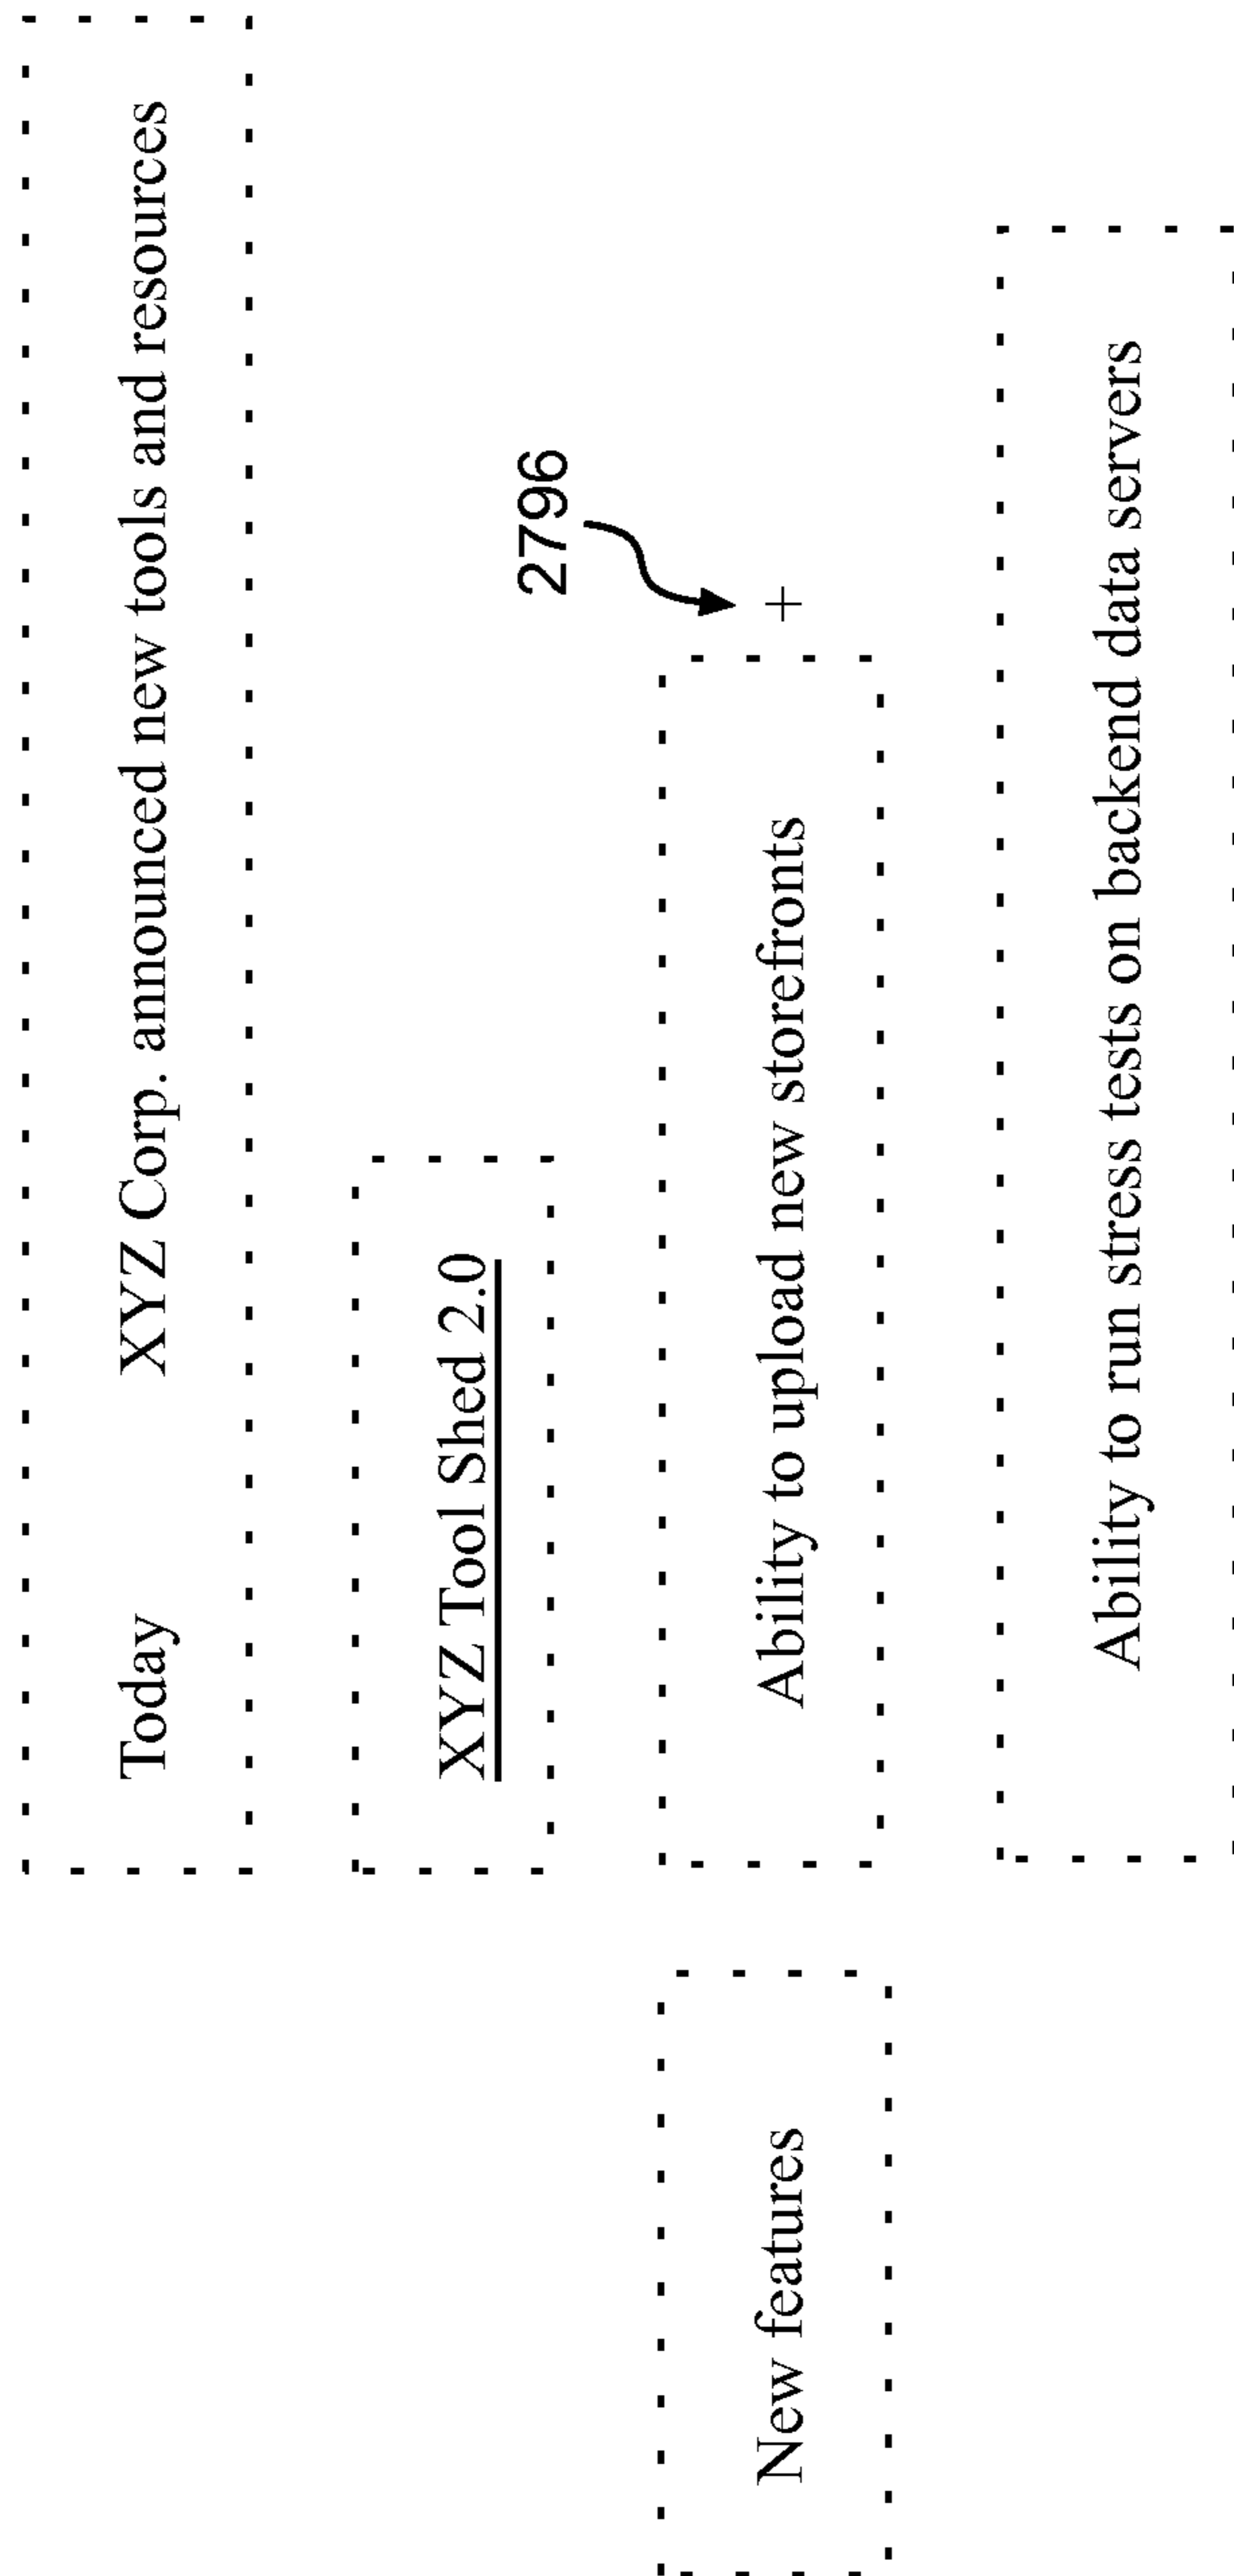 Today XYZ Corp. announced new tools and resources
XYZ Tool Shed 2.0
2796
New features Ability to upload new storefronts +
Ability to run stress tests on backend data servers